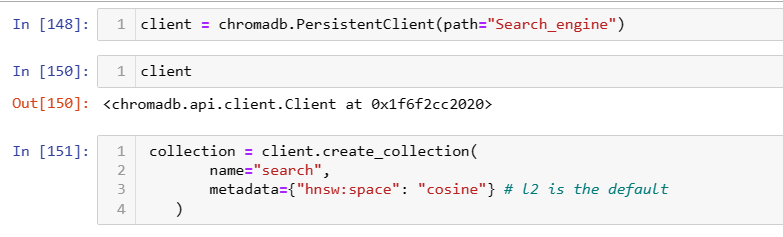 In [148]: 1 client = chromadb.PersistentClient(path="Search_engine")
In [150]: 1 client
Out[150]: <chromadb.api.client.Client at 0x1f6f2cc2020>
In [151]: 1 collection = client.create_collection(
2 name="search",
3 metadata={"hnsw:space": "cosine"} # l2 is the default
4 )